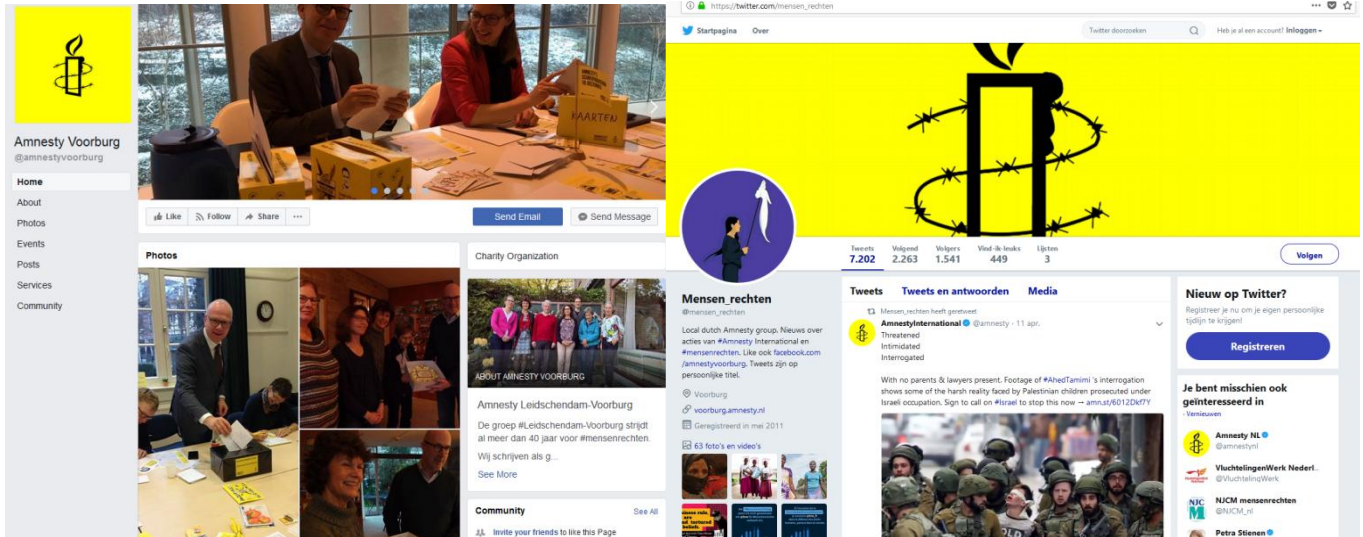 Amnesty Voorburg
@amnestyvoorburg
Home
About
Photos
Events
Posts
Services
Community
KAARTEN
Like
Follow
Share
Send Email
Send Message
Photos
Charity Organization
ABOUT AMNESTY VOORBURG
Amnesty Leidschendam-Voorburg
De groep #Leidschendam-Voorburg strijdt
al meer dan 40 jaar voor #mensenrechten.
Wij schrijven als g...
See More
Community
See All
Invite your friends to like this Page
https://twitter.com/mensen_rechten
Startpagina
Over
Twitter doorzoeken
Heb je al een account? Inloggen
Tweets
7.202
Volgend
2.263
Volgers
1.541
Vind-ik-leuks
449
Lijsten
3
Volgen
Mensen_rechten
@mensen_rechten
Local dutch Amnesty group. Nieuws over
acties van #Amnesty International en
#mensenrechten. Like ook facebook.com
/amnestyvoorburg. Tweets zijn op
persoonlijke titel.
Voorburg
voorburg.amnesty.nl
Geregistreerd in mei 2011
63 foto's en video's
Tweets
Tweets en antwoorden
Media
Mensen_rechten heeft geretweet
AmnestyInternational @amnesty · 11 apr.
Threatened
Intimidated
Interrogated
With no parents & lawyers present. Footage of #AhedTamimi 's interrogation
shows some of the harsh reality faced by Palestinian children prosecuted under
Israeli occupation. Sign to call on #Israel to stop this now → amn.st/6012Dkf7Y
Nieuw op Twitter?
Registreer je nu om je eigen persoonlijke
tijdlijn te krijgen!
Registreren
Je bent misschien ook
geïnteresseerd in
· Vernieuwen
Amnesty NL
@amnestynl
VluchtelingenWerk Nederl..
@VluchtelingWerk
NJCM
NJCM mensenrechten
@NJCM_nl
Petra Stienen